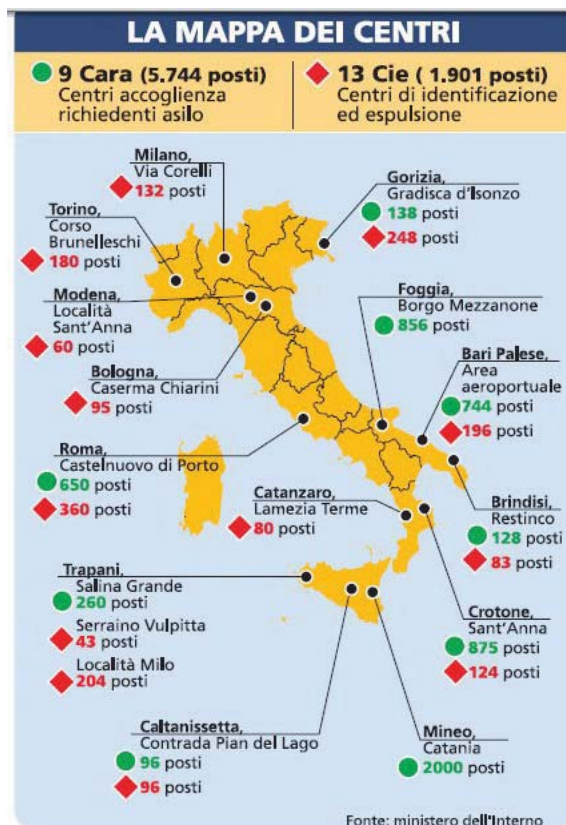 LA MAPPA DEI CENTRI
9 Cara (5.744 posti)
Centri accoglienza
richiedenti asilo
13 Cie ( 1.901 posti)
Centri di identificazione
ed espulsione
Milano,
Via Corelli
132 posti
Gorizia,
Gradisca d'Isonzo
138 posti
248 posti
Torino,
Corso
Brunelleschi
180 posti
Modena,
Località
Sant'Anna
60 posti
Foggia,
Borgo Mezzanone
856 posti
Bologna,
Caserma Chiarini
95 posti
Bari Palese,
Area
aeroportuale
744 posti
196 posti
Roma,
Castelnuovo di Porto
650 posti
360 posti
Catanzaro,
Lamezia Terme
80 posti
Brindisi,
Restinco
128 posti
83 posti
Trapani,
Salina Grande
260 posti
Serraino Vulpitta
43 posti
Località Milo
204 posti
Crotone,
Sant'Anna
875 posti
124 posti
Caltanissetta,
Contrada Pian del Lago
96 posti
96 posti
Mineo,
Catania
2000 posti
Fonte: ministero dell'Interno